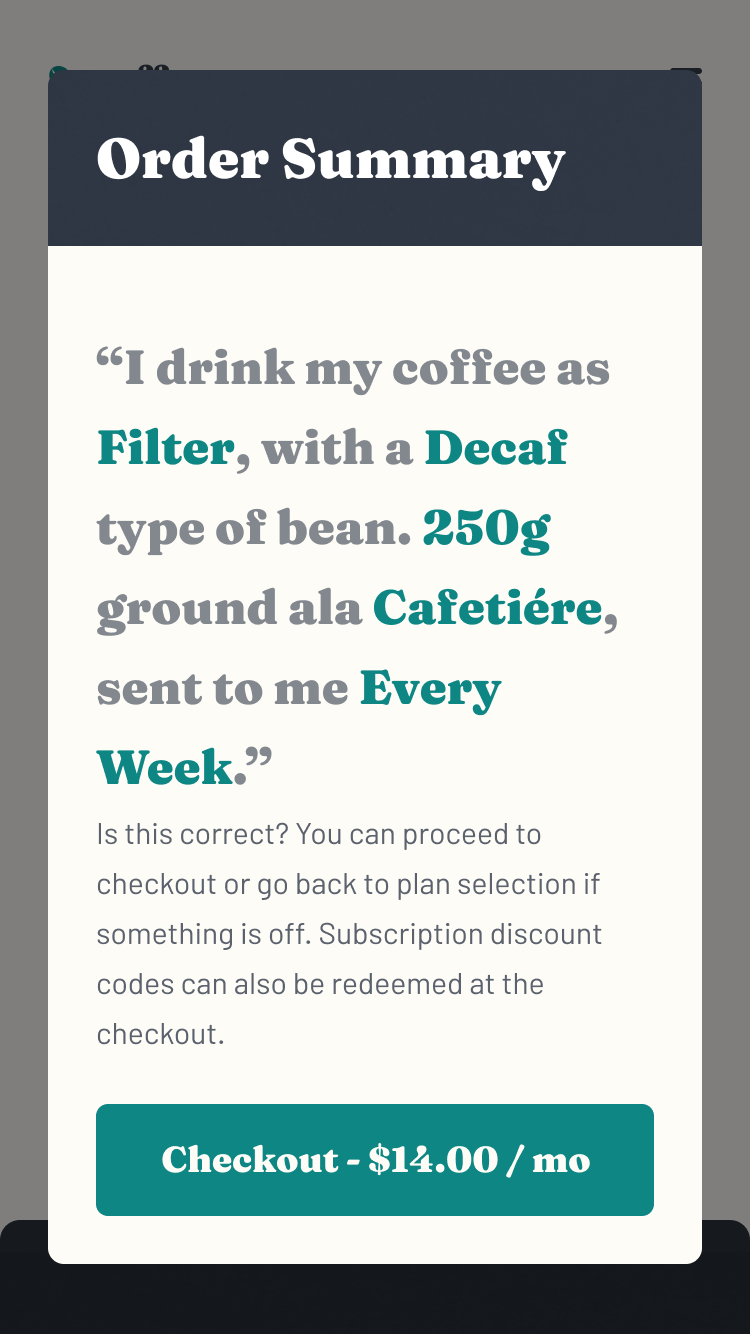 Order Summary
“I drink my coffee as
Filter, with a Decaf
type of bean. 250g
ground ala Cafetiére,
sent to me Every
Week.”
Is this correct? You can proceed to
checkout or go back to plan selection if
something is off. Subscription discount
codes can also be redeemed at the
checkout.
Checkout - $14.00 / mo